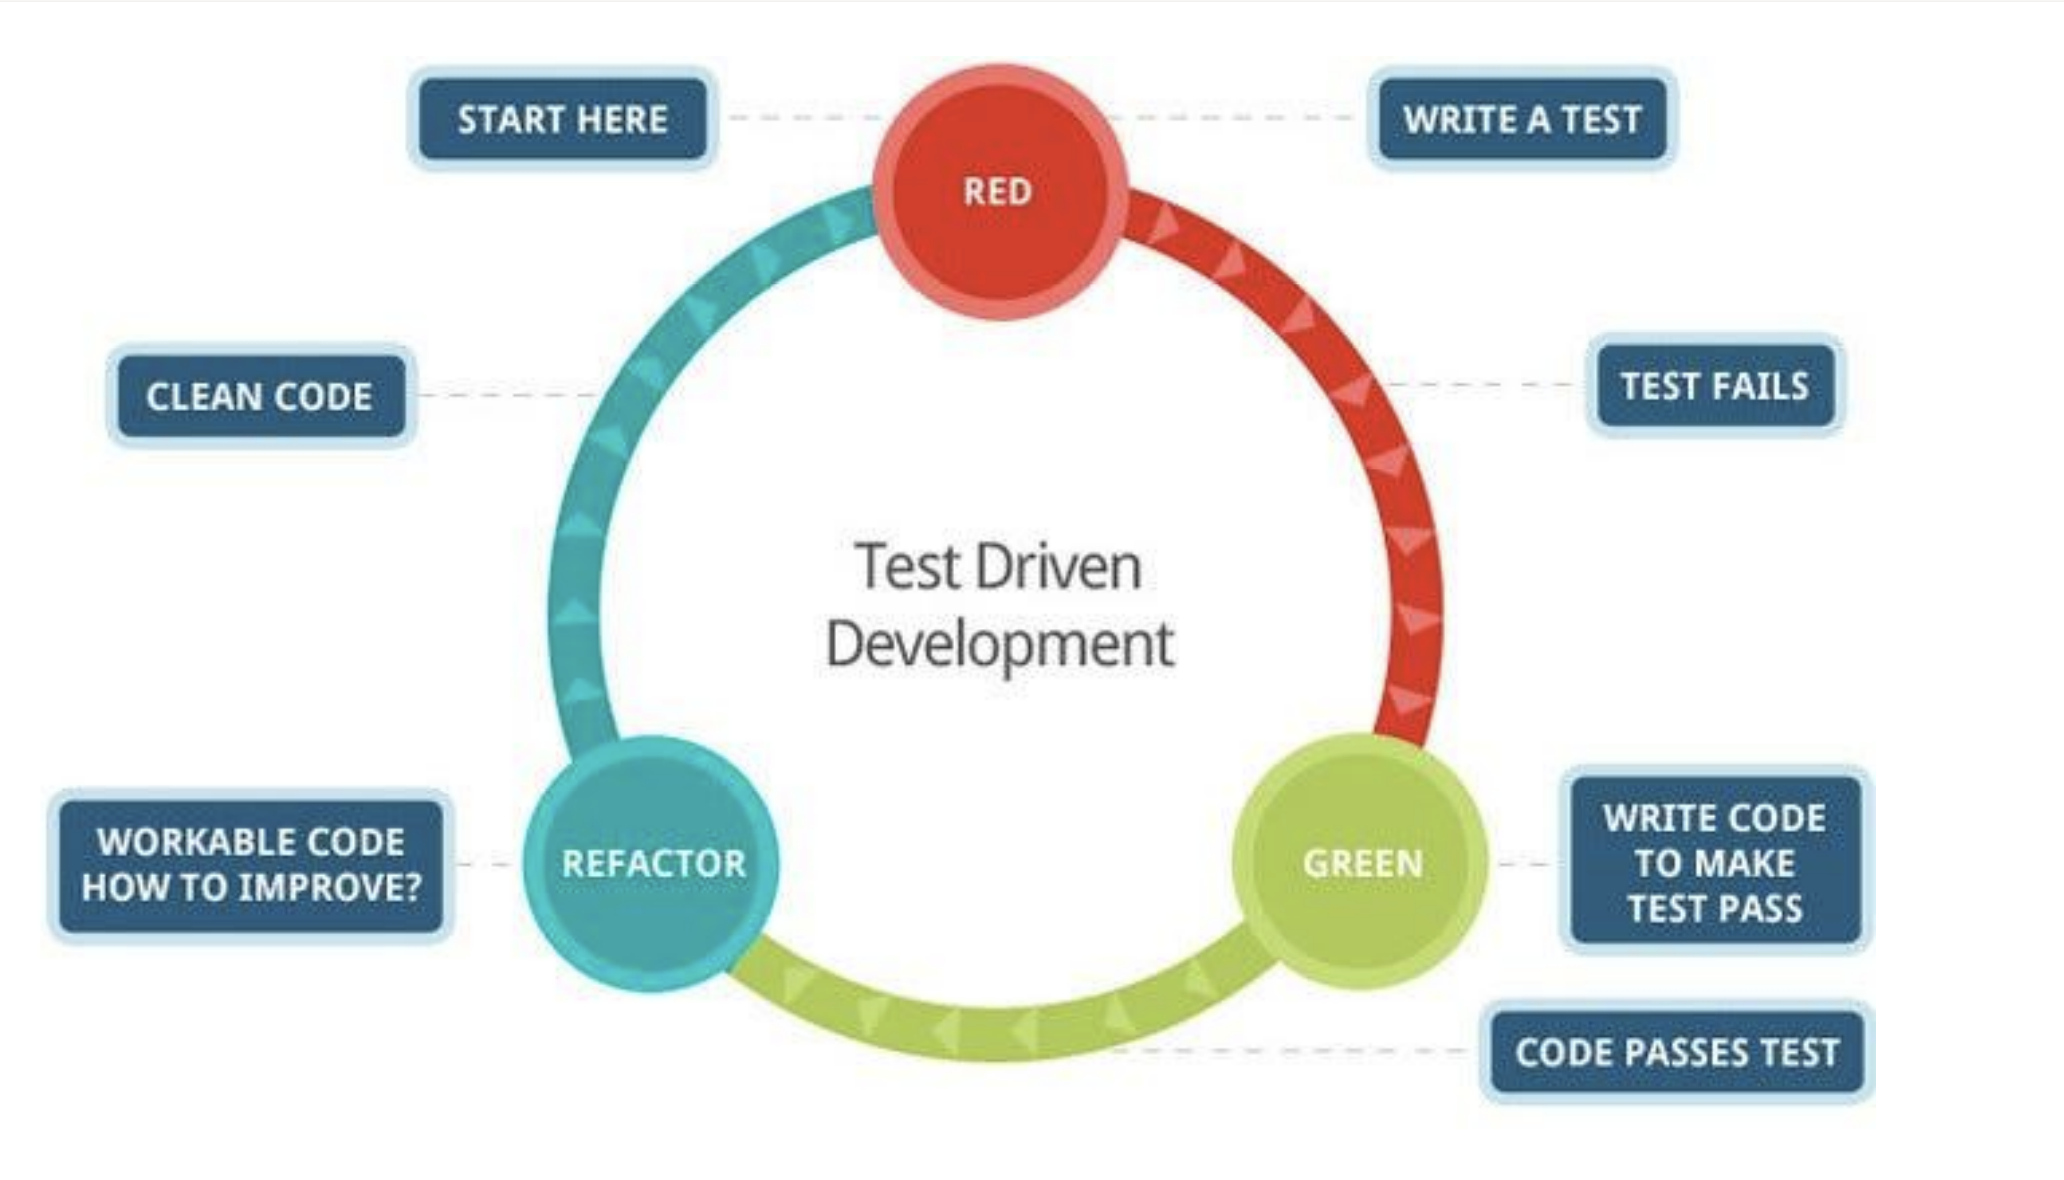 START HERE
WRITE A TEST
RED
CLEAN CODE
TEST FAILS
Test Driven
Development
WORKABLE CODE
HOW TO IMPROVE?
REFACTOR
GREEN
WRITE CODE
TO MAKE
TEST PASS
CODE PASSES TEST